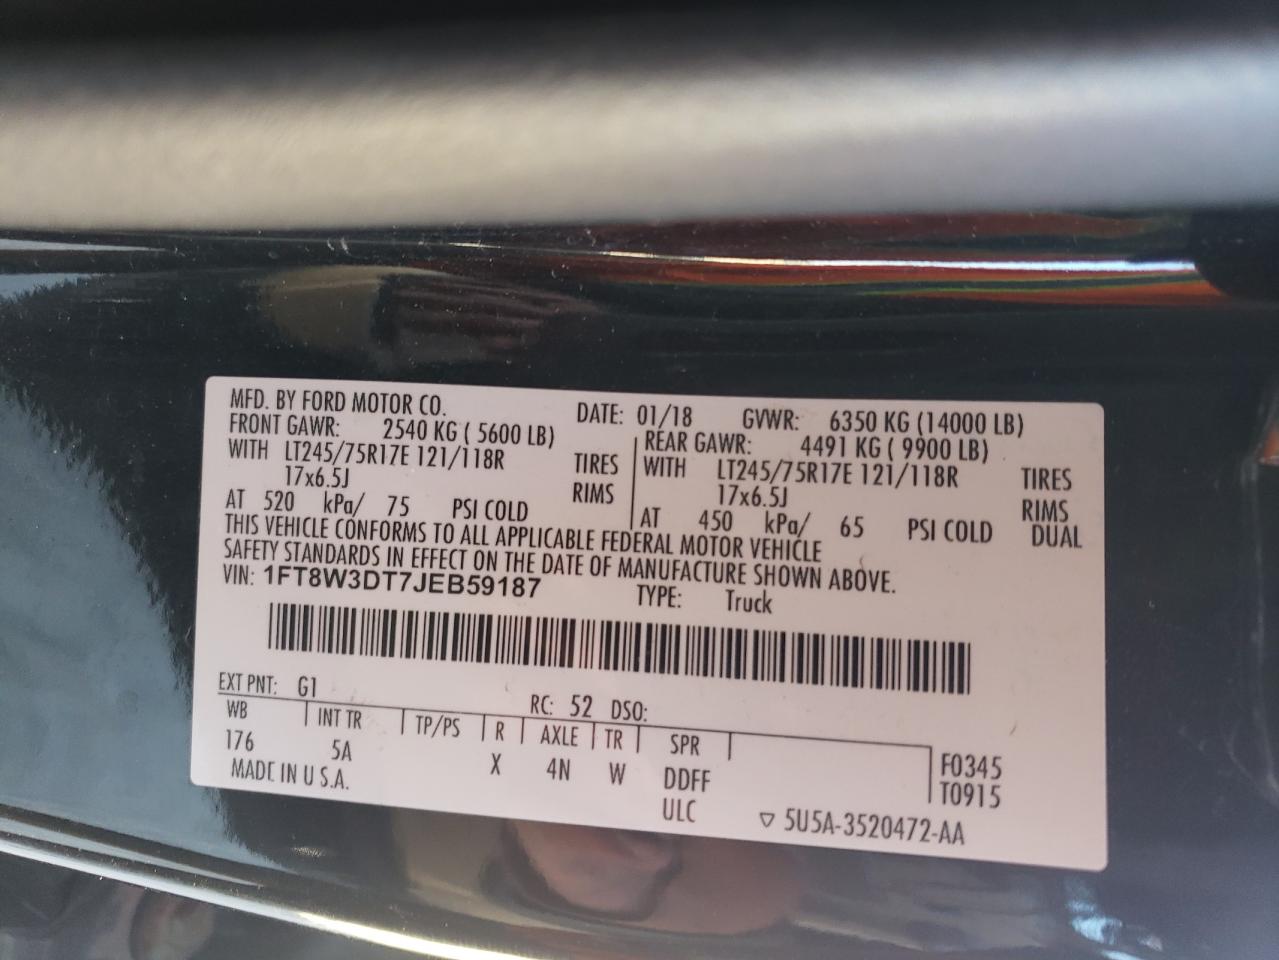 MFD. BY FORD MOTOR CO. DATE: 01/18 GVWR: 6350 KG (14000 LB)
FRONT GAWR: 2540 KG ( 5600 LB) REAR GAWR: 4491 KG ( 9900 LB)
WITH LT245/75R17E 121/118R TIRES WITH LT245/75R17E 121/118R TIRES
17x6.5J RIMS 17x6.5J RIMS
AT 520 kPa/ 75 PSI COLD AT 450 kPa/ 65 PSI COLD DUAL
THIS VEHICLE CONFORMS TO ALL APPLICABLE FEDERAL MOTOR VEHICLE
SAFETY STANDARDS IN EFFECT ON THE DATE OF MANUFACTURE SHOWN ABOVE.
VIN: 1FT8W3DT7JEB59187 TYPE: Truck
EXT PNT: G1 RC: 52 DSO:
WB INT TR TP/PS R AXLE TR SPR
176 5A X 4N W DDFF F0345
MADE IN U.S.A. ULC T0915
▽ 5U5A-3520472-AA